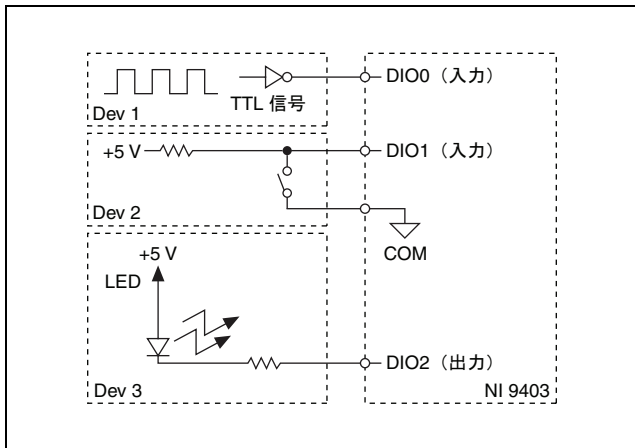 DIO0（入力）
TTL 信号
Dev 1
+5 V
DIO1（入力）
Dev 2
COM
+5 V
LED
DIO2（出力）
Dev 3
NI 9403